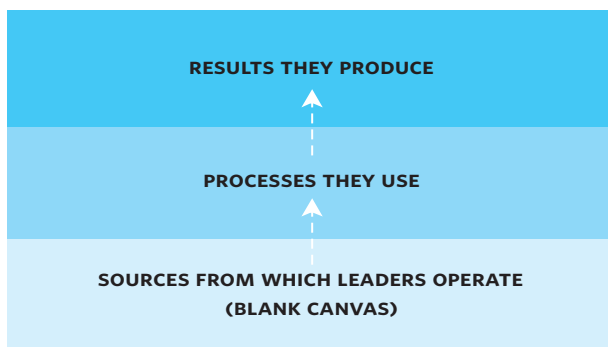 RESULTS THEY PRODUCE
PROCESSES THEY USE
SOURCES FROM WHICH LEADERS OPERATE
(BLANK CANVAS)